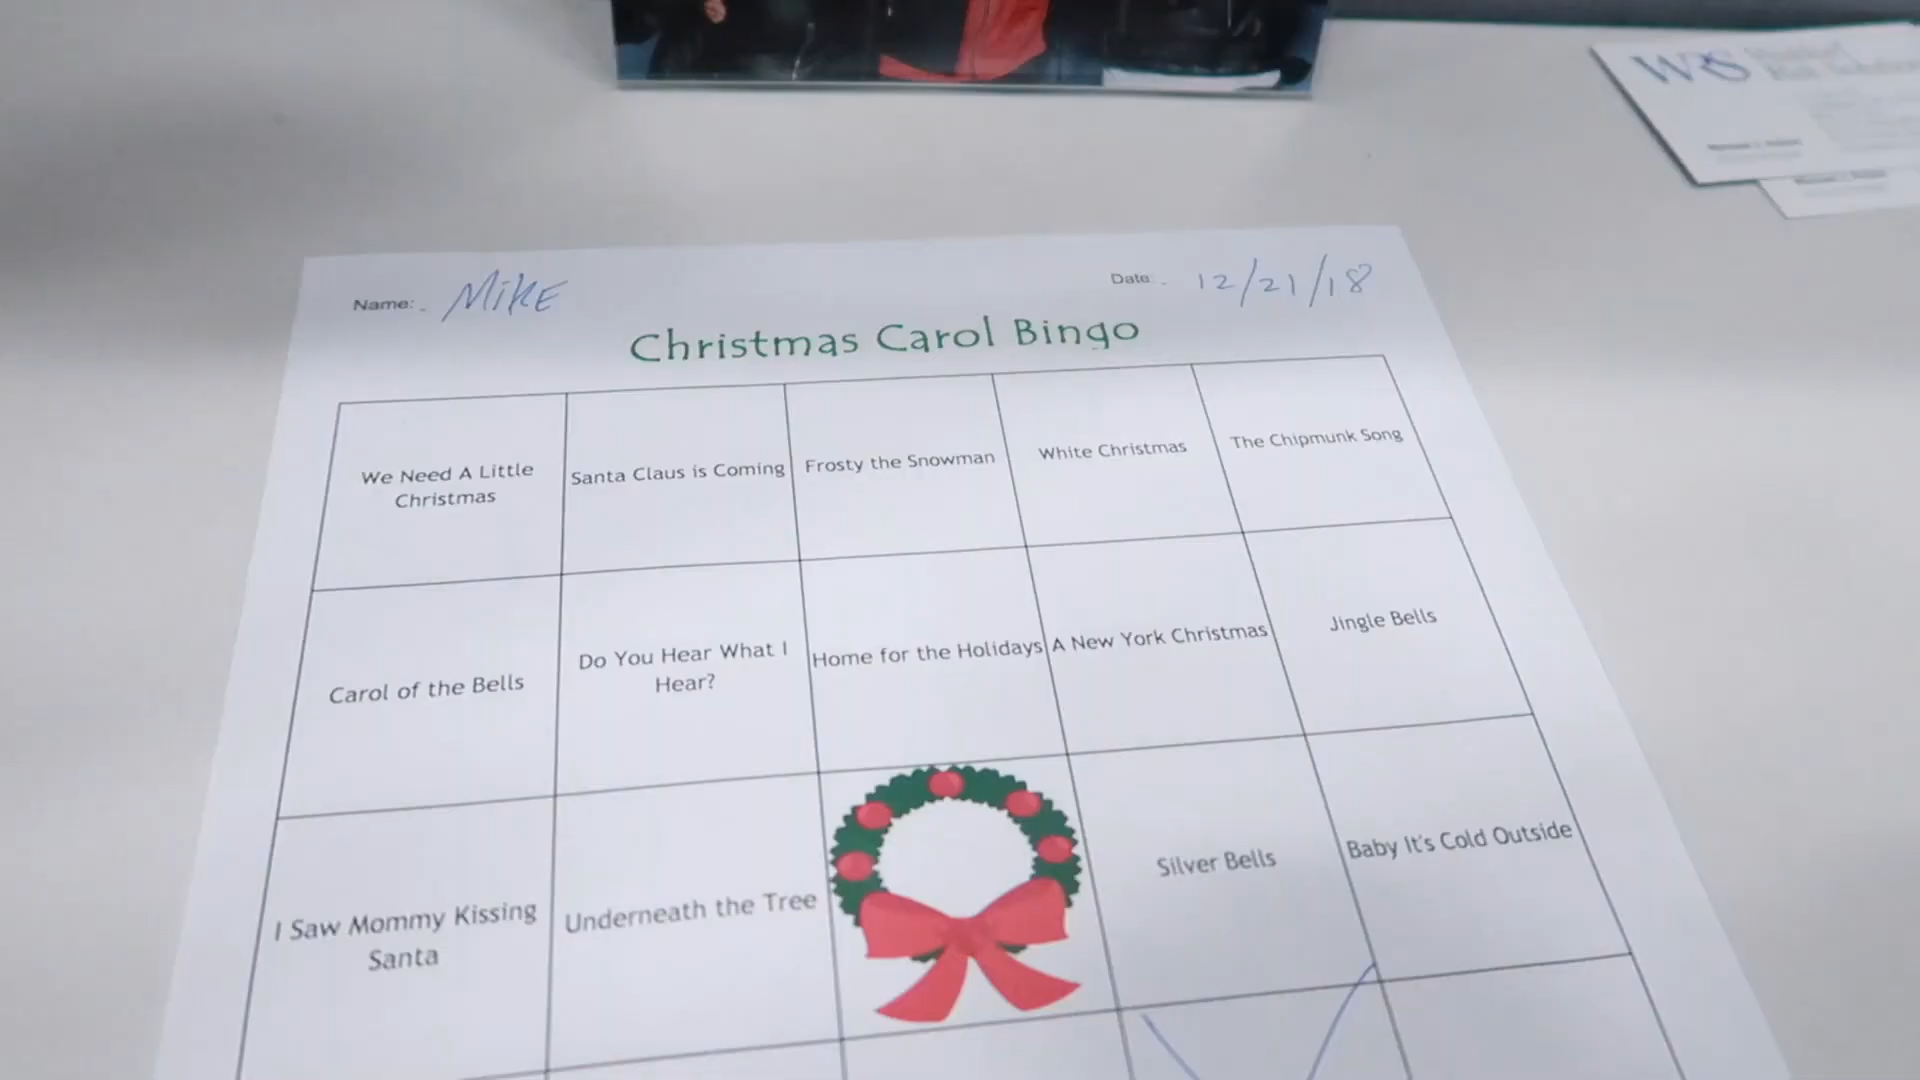 WRS
Name: Mike
Date: 12/21/18
Christmas Carol Bingo
We Need A Little
Christmas
Santa Claus is Coming
Frosty the Snowman
White Christmas
The Chipmunk Song
Carol of the Bells
Do You Hear What I
Hear?
Home for the Holidays
A New York Christmas
Jingle Bells
I Saw Mommy Kissing
Santa
Underneath the Tree
Silver Bells
Baby It's Cold Outside